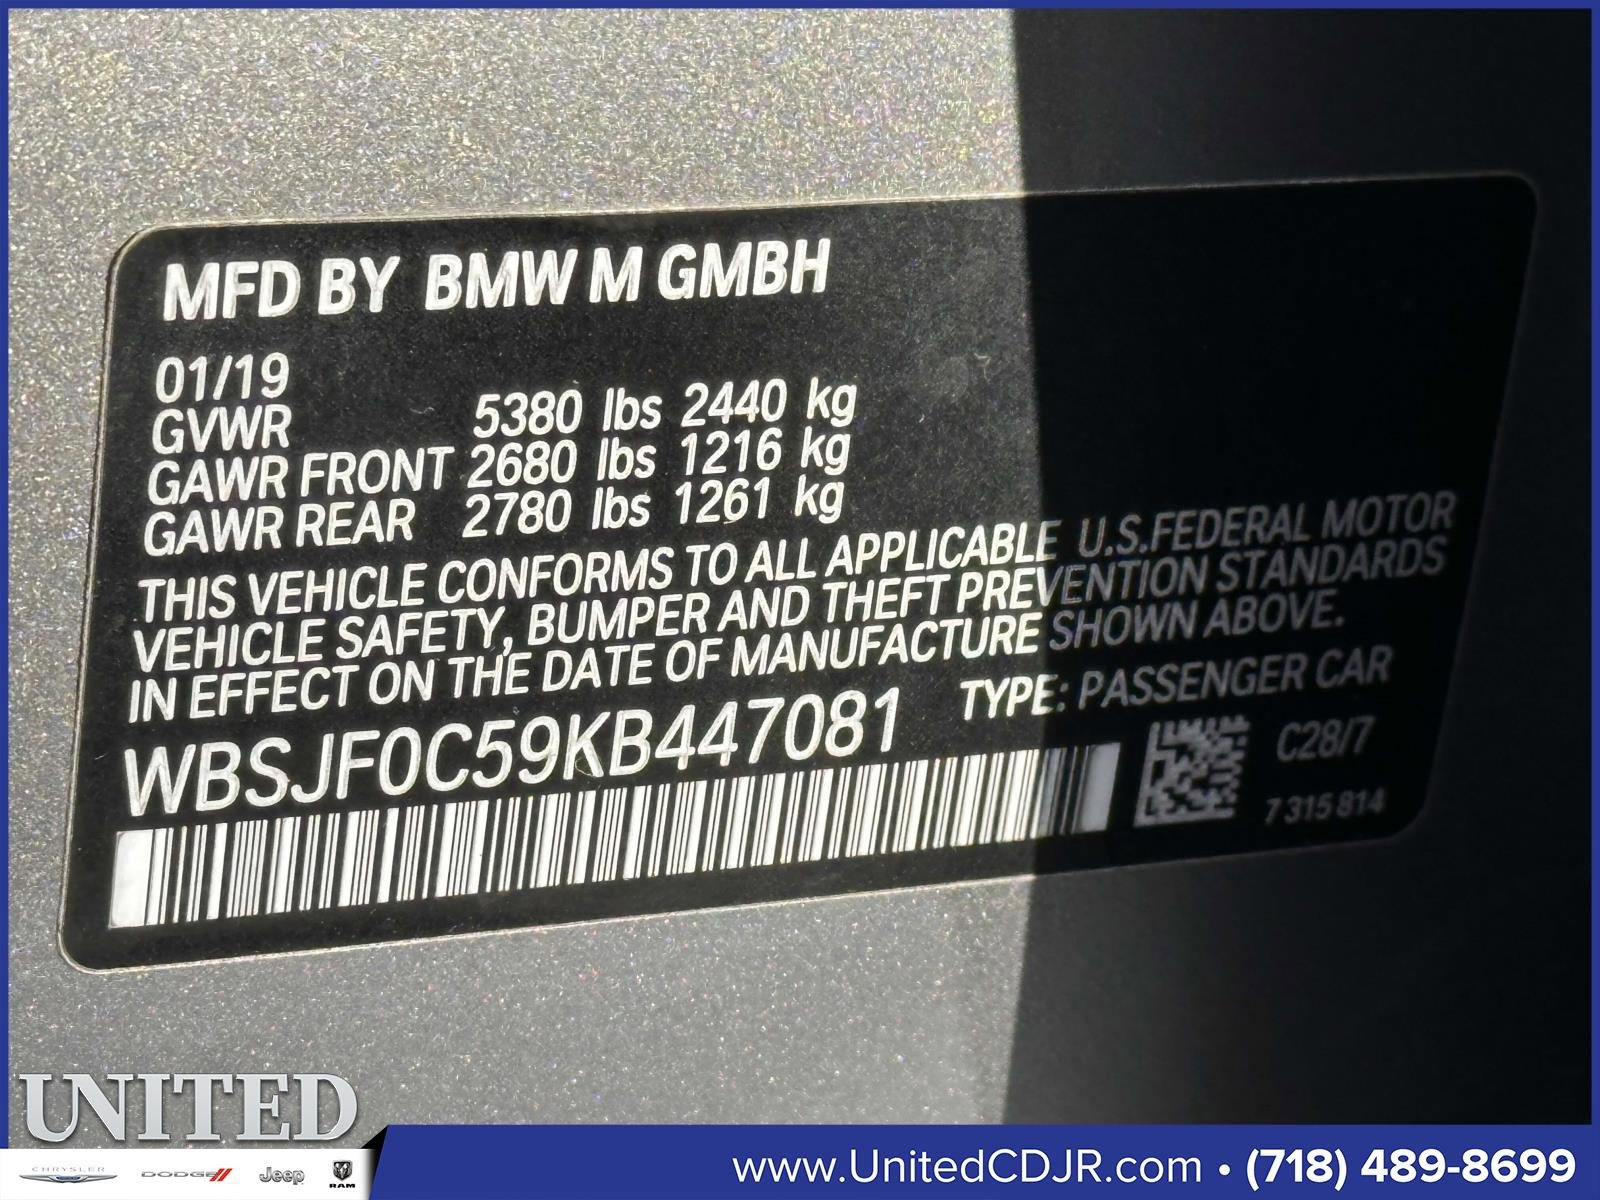 MFD BY BMW M GMBH
01/19
GVWR 5380 lbs 2440 kg
GAWR FRONT 2680 lbs 1216 kg
GAWR REAR 2780 lbs 1261 kg
THIS VEHICLE CONFORMS TO ALL APPLICABLE U.S.FEDERAL MOTOR
VEHICLE SAFETY, BUMPER AND THEFT PREVENTION STANDARDS
IN EFFECT ON THE DATE OF MANUFACTURE SHOWN ABOVE.
WBSJF0C59KB447081 TYPE: PASSENGER CAR
C28/7
7 315 814
UNITED
CHRYSLER DODGE Jeep RAM
www.UnitedCDJR.com • (718) 489-8699